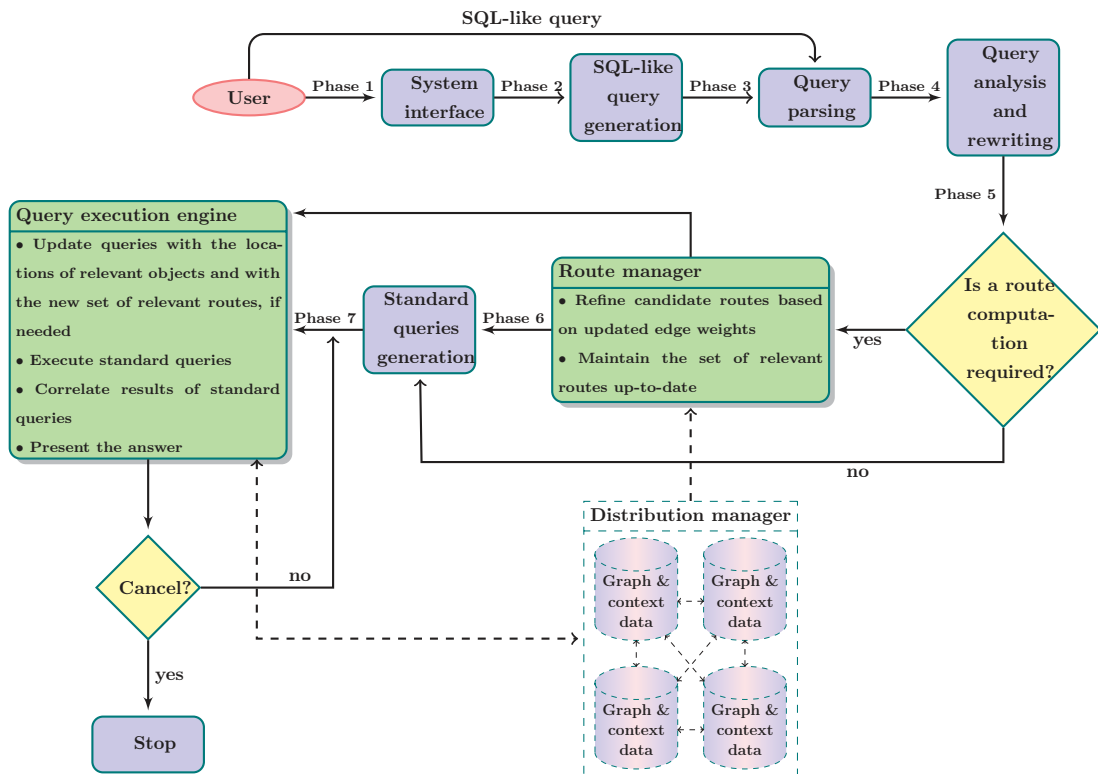 SQL-like query
User
Phase 1
System
interface
Phase 2
SQL-like
query
generation
Phase 3
Query
parsing
Phase 4
Query
analysis
and
rewriting
Phase 5
Is a route
computa-
tion
required?
yes
no
Route manager
• Refine candidate routes based
on updated edge weights
• Maintain the set of relevant
routes up-to-date
Phase 6
Standard
queries
generation
Phase 7
Query execution engine
• Update queries with the loca-
tions of relevant objects and with
the new set of relevant routes, if
needed
• Execute standard queries
• Correlate results of standard
queries
• Present the answer
Cancel?
no
yes
Stop
Distribution manager
Graph &
context
data
Graph &
context
data
Graph &
context
data
Graph &
context
data